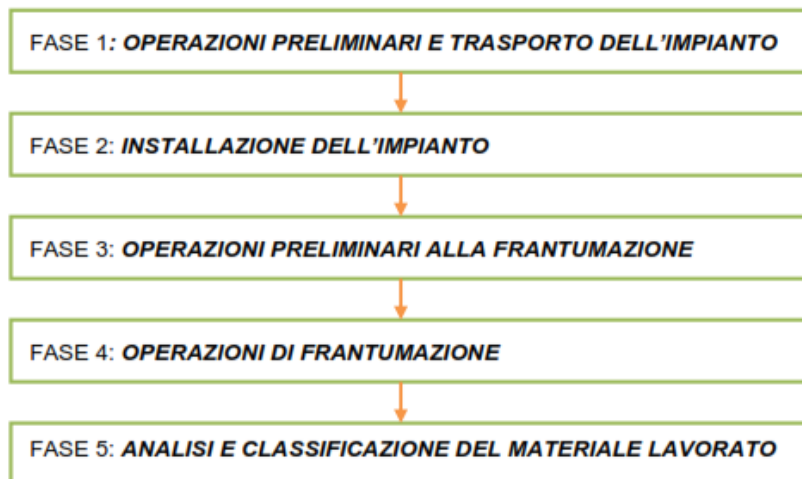 FASE 1: OPERAZIONI PRELIMINARI E TRASPORTO DELL'IMPIANTO
FASE 2: INSTALLAZIONE DELL'IMPIANTO
FASE 3: OPERAZIONI PRELIMINARI ALLA FRANTUMAZIONE
FASE 4: OPERAZIONI DI FRANTUMAZIONE
FASE 5: ANALISI E CLASSIFICAZIONE DEL MATERIALE LAVORATO